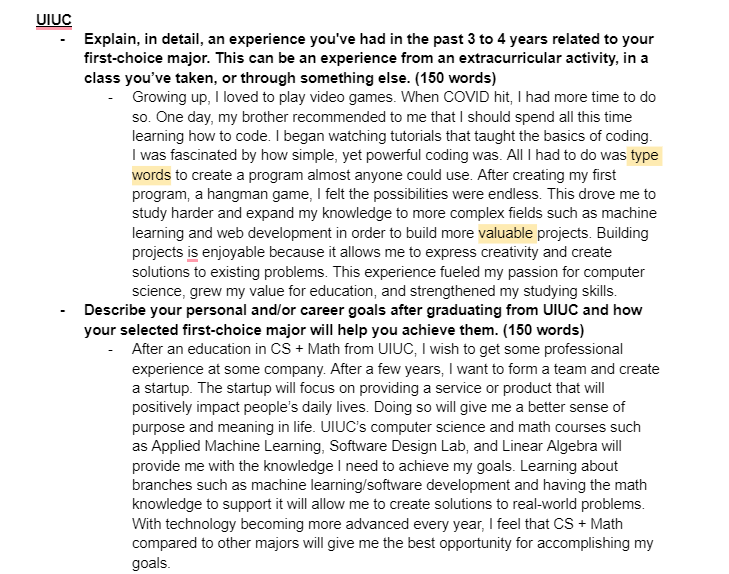 UIUC
- Explain, in detail, an experience you've had in the past 3 to 4 years related to your
first-choice major. This can be an experience from an extracurricular activity, in a
class you’ve taken, or through something else. (150 words)
- Growing up, I loved to play video games. When COVID hit, I had more time to do
so. One day, my brother recommended to me that I should spend all this time
learning how to code. I began watching tutorials that taught the basics of coding.
I was fascinated by how simple, yet powerful coding was. All I had to do was type
words to create a program almost anyone could use. After creating my first
program, a hangman game, I felt the possibilities were endless. This drove me to
study harder and expand my knowledge to more complex fields such as machine
learning and web development in order to build more valuable projects. Building
projects is enjoyable because it allows me to express creativity and create
solutions to existing problems. This experience fueled my passion for computer
science, grew my value for education, and strengthened my studying skills.
- Describe your personal and/or career goals after graduating from UIUC and how
your selected first-choice major will help you achieve them. (150 words)
- After an education in CS + Math from UIUC, I wish to get some professional
experience at some company. After a few years, I want to form a team and create
a startup. The startup will focus on providing a service or product that will
positively impact people’s daily lives. Doing so will give me a better sense of
purpose and meaning in life. UIUC’s computer science and math courses such
as Applied Machine Learning, Software Design Lab, and Linear Algebra will
provide me with the knowledge I need to achieve my goals. Learning about
branches such as machine learning/software development and having the math
knowledge to support it will allow me to create solutions to real-world problems.
With technology becoming more advanced every year, I feel that CS + Math
compared to other majors will give me the best opportunity for accomplishing my
goals.